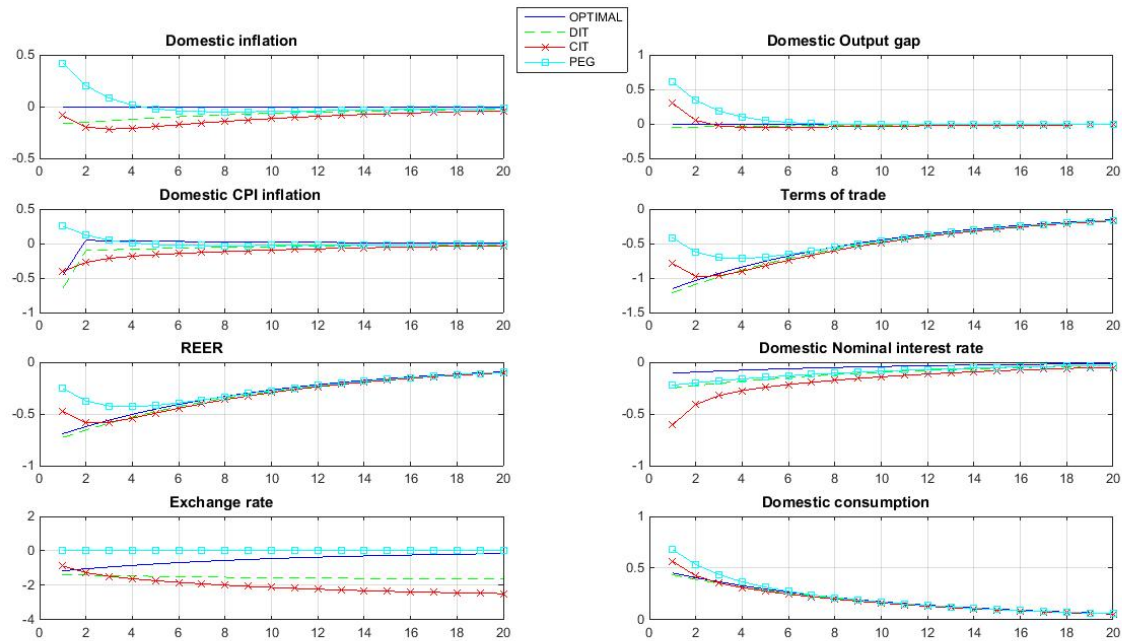 OPTIMAL
DIT
CIT
PEG
Domestic inflation
0.5
0
-0.5
0 2 4 6 8 10 12 14 16 18 20
Domestic Output gap
1
0.5
0
-0.5
0 2 4 6 8 10 12 14 16 18 20
Domestic CPI inflation
0.5
0
-0.5
-1
0 2 4 6 8 10 12 14 16 18 20
Terms of trade
0
-0.5
-1
-1.5
0 2 4 6 8 10 12 14 16 18 20
REER
0
-0.5
-1
0 2 4 6 8 10 12 14 16 18 20
Domestic Nominal interest rate
0
-0.5
-1
0 2 4 6 8 10 12 14 16 18 20
Exchange rate
2
0
-2
-4
0 2 4 6 8 10 12 14 16 18 20
Domestic consumption
1
0.5
0
0 2 4 6 8 10 12 14 16 18 20